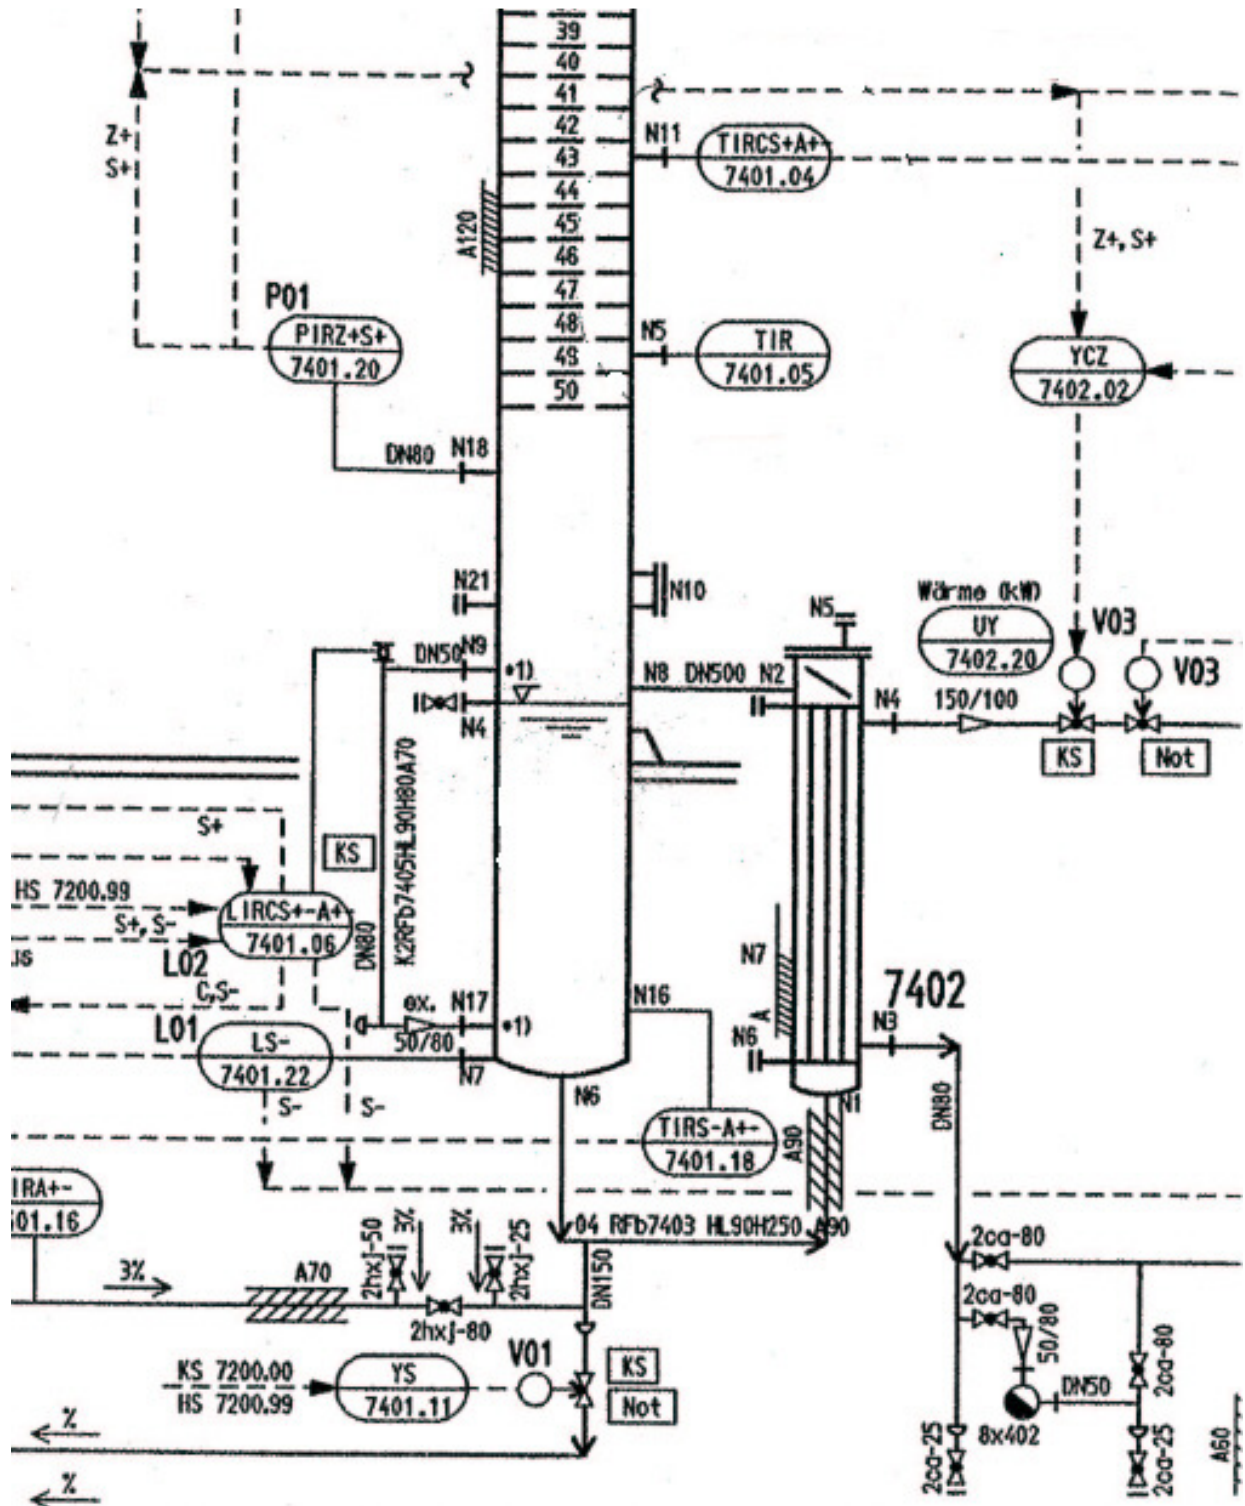 39
40
41
42
43
44
45
46
47
48
49
50
Z+
S+
A120
N11
TIRCS+A+-
7401.04
Z+, S+
P01
PIRZ+S+
7401.20
N5
TIR
7401.05
YCZ
7402.02
DN80
N18
N21
N10
N5
Wärme (kW)
UY
7402.20
V03
V03
DN50
N9
*1)
N8
DN500
N2
N4
N4
150/100
KS
Not
K2RFb7405HL90H80A70
S+
KS
HS 7200.99
S+, S-
LIRCS+-A+-
7401.06
L02
DN80
C,S-
N7
A
7402
L01
LS-
7401.22
ex.
50/80
N17
*1)
N7
N16
N6
N3
N6
N1
DN80
S-
S-
TIRS-A+-
7401.18
A90
IRA+-
01.16
04 RFb7403 HL90H250 A90
2hxj-50
3%
3%
2hxj-25
DN150
3%
A70
2hxj-80
2ca-80
2ca-80
50/80
2ca-80
DN50
8x402
KS 7200.00
HS 7200.99
YS
7401.11
V01
KS
Not
%
%
2ca-25
2ca-25
A60